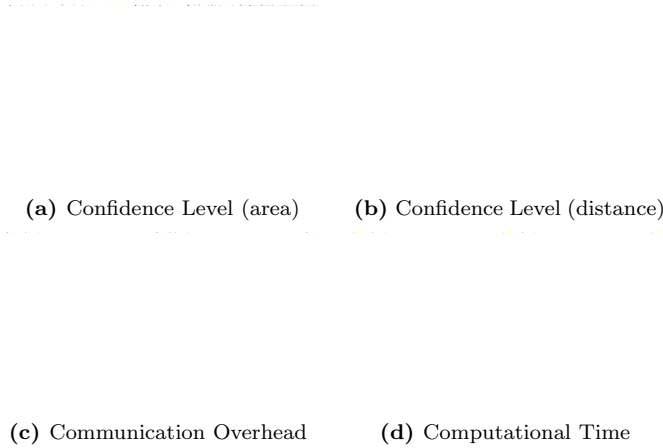 (a) Confidence Level (area)
(b) Confidence Level (distance)
(c) Communication Overhead
(d) Computational Time